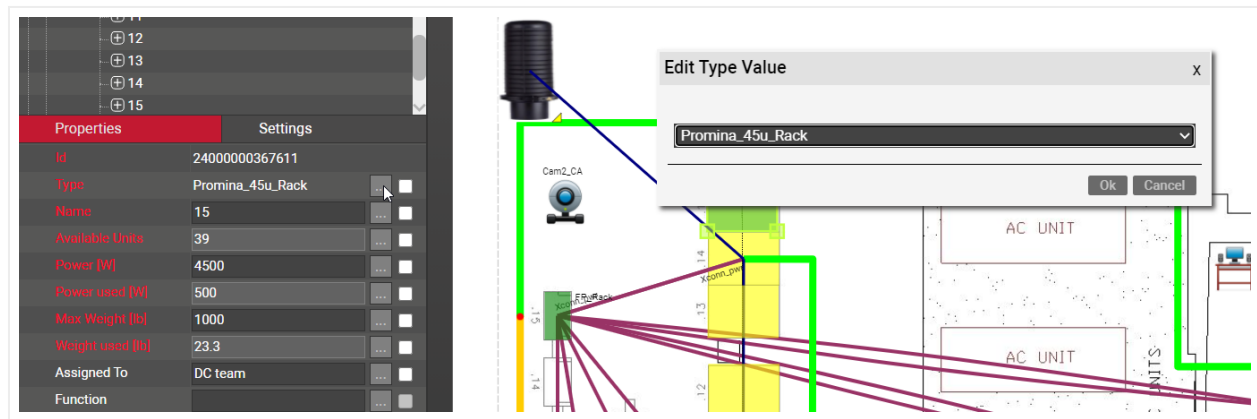 12
13
14
15
Properties Settings
Id 24000000367611
Type Promina_45u_Rack ...
Name 15 ...
Available Units 39 ...
Power [W] 4500 ...
Power used [W] 500 ...
Max Weight [lb] 1000 ...
Weight used [lb] 23.3 ...
Assigned To DC team ...
Function ...
Edit Type Value x
Promina_45u_Rack
Ok Cancel
Cam2_CA
14
Xconn_pwr
13
12
.15
.14
AC UNIT
AC UNIT